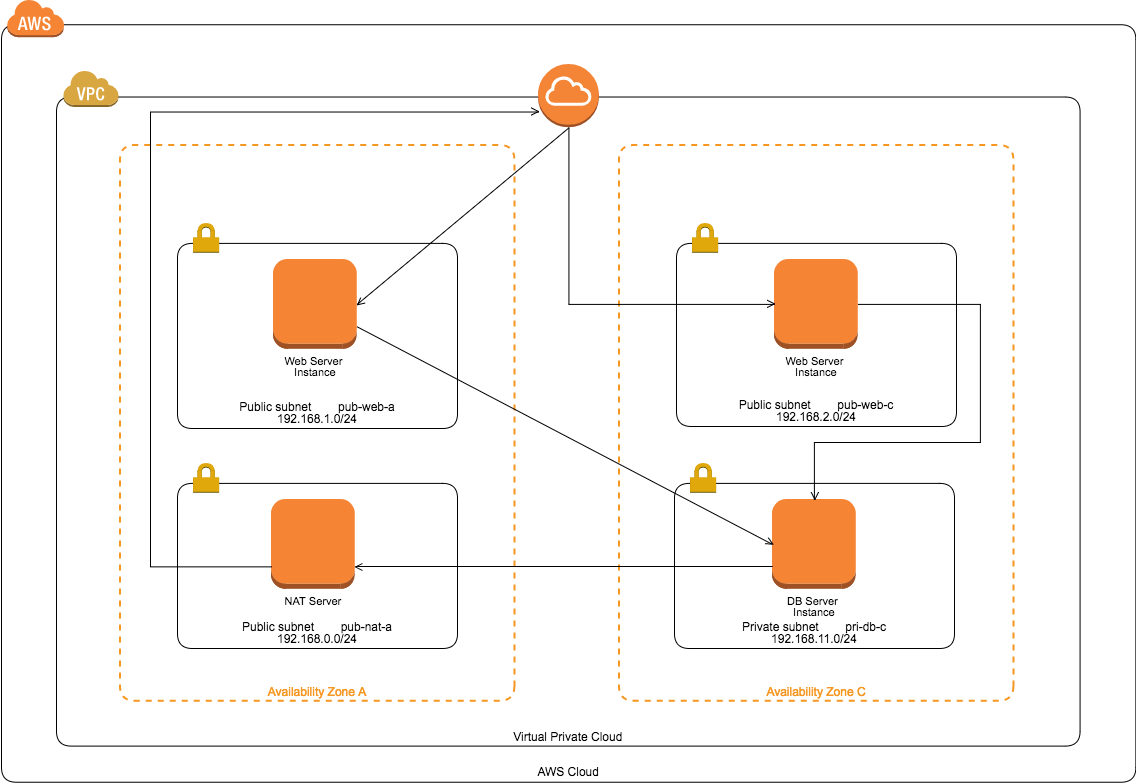 AWS
VPC
Web Server
Instance
Public subnet pub-web-a
192.168.1.0/24
Web Server
Instance
Public subnet pub-web-c
192.168.2.0/24
NAT Server
Public subnet pub-nat-a
192.168.0.0/24
DB Server
Instance
Private subnet pri-db-c
192.168.11.0/24
Availability Zone A
Availability Zone C
Virtual Private Cloud
AWS Cloud